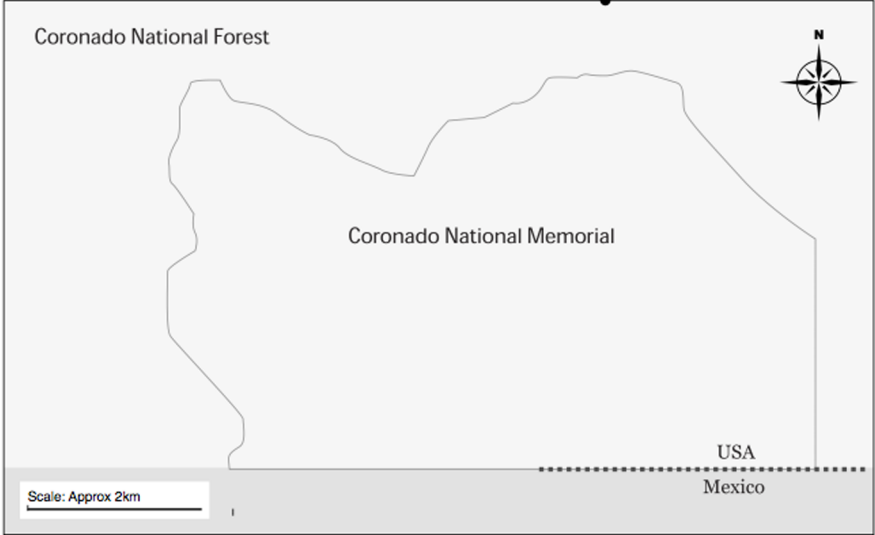 Coronado National Forest
N
Coronado National Memorial
USA
Mexico
Scale: Approx 2km